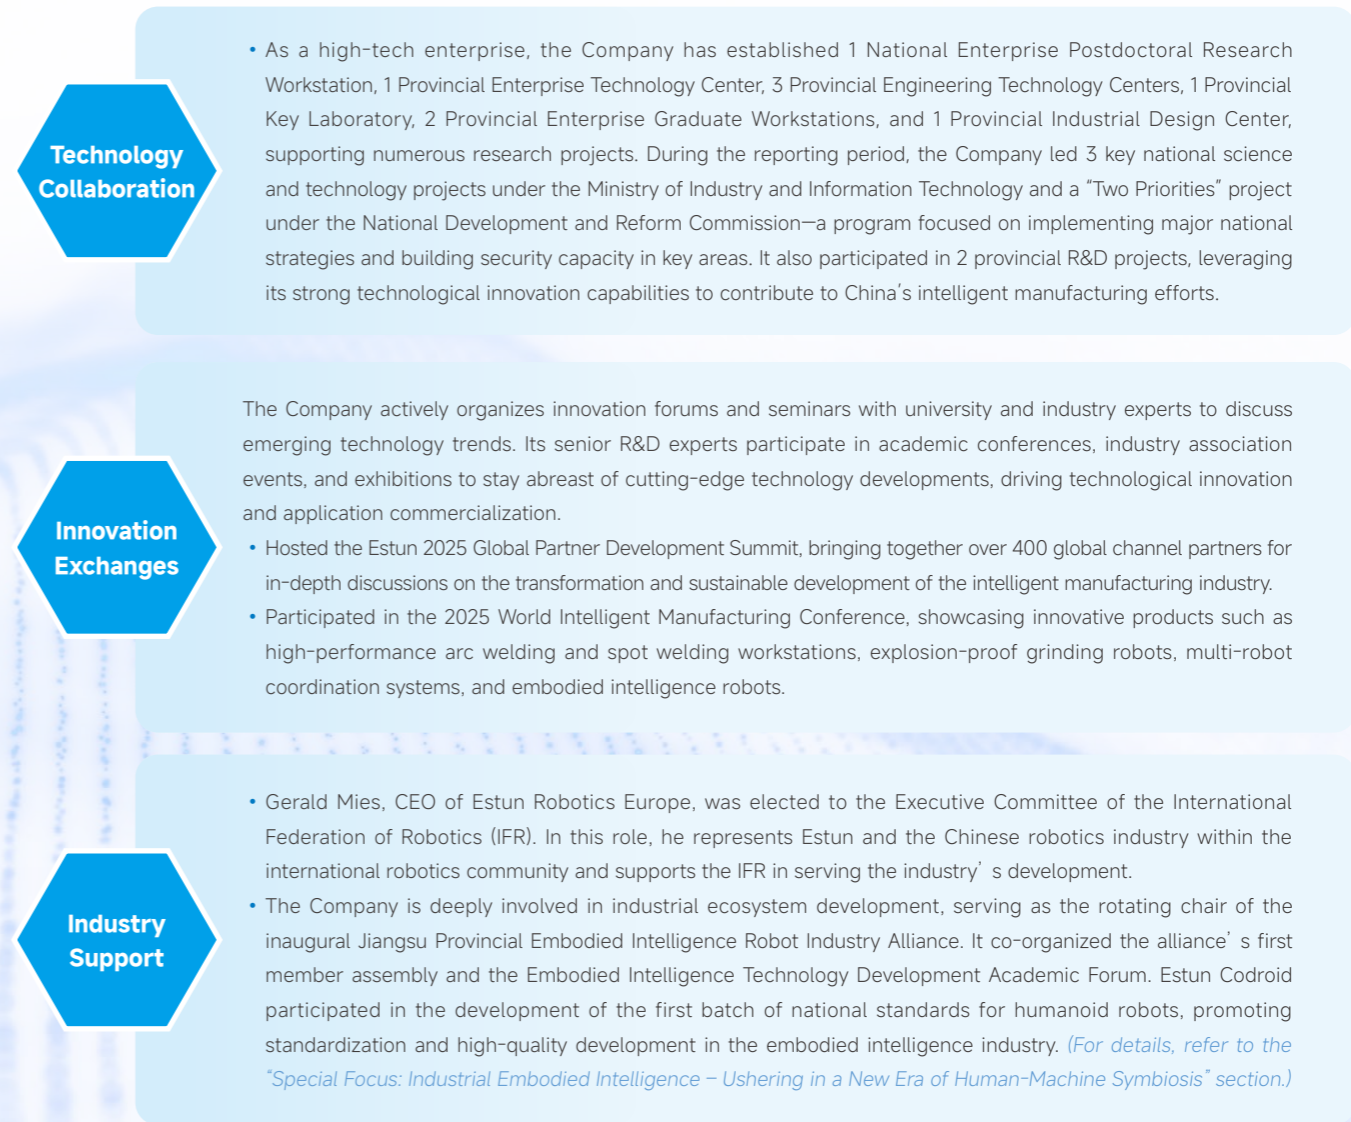 Technology
Collaboration
• As a high-tech enterprise, the Company has established 1 National Enterprise Postdoctoral Research
Workstation, 1 Provincial Enterprise Technology Center, 3 Provincial Engineering Technology Centers, 1 Provincial
Key Laboratory, 2 Provincial Enterprise Graduate Workstations, and 1 Provincial Industrial Design Center,
supporting numerous research projects. During the reporting period, the Company led 3 key national science
and technology projects under the Ministry of Industry and Information Technology and a “Two Priorities” project
under the National Development and Reform Commission—a program focused on implementing major national
strategies and building security capacity in key areas. It also participated in 2 provincial R&D projects, leveraging
its strong technological innovation capabilities to contribute to China’s intelligent manufacturing efforts.
Innovation
Exchanges
The Company actively organizes innovation forums and seminars with university and industry experts to discuss
emerging technology trends. Its senior R&D experts participate in academic conferences, industry association
events, and exhibitions to stay abreast of cutting-edge technology developments, driving technological innovation
and application commercialization.
• Hosted the Estun 2025 Global Partner Development Summit, bringing together over 400 global channel partners for
in-depth discussions on the transformation and sustainable development of the intelligent manufacturing industry.
• Participated in the 2025 World Intelligent Manufacturing Conference, showcasing innovative products such as
high-performance arc welding and spot welding workstations, explosion-proof grinding robots, multi-robot
coordination systems, and embodied intelligence robots.
Industry
Support
• Gerald Mies, CEO of Estun Robotics Europe, was elected to the Executive Committee of the International
Federation of Robotics (IFR). In this role, he represents Estun and the Chinese robotics industry within the
international robotics community and supports the IFR in serving the industry’ s development.
• The Company is deeply involved in industrial ecosystem development, serving as the rotating chair of the
inaugural Jiangsu Provincial Embodied Intelligence Robot Industry Alliance. It co-organized the alliance’ s first
member assembly and the Embodied Intelligence Technology Development Academic Forum. Estun Codroid
participated in the development of the first batch of national standards for humanoid robots, promoting
standardization and high-quality development in the embodied intelligence industry. (For details, refer to the
“Special Focus: Industrial Embodied Intelligence – Ushering in a New Era of Human-Machine Symbiosis” section.)